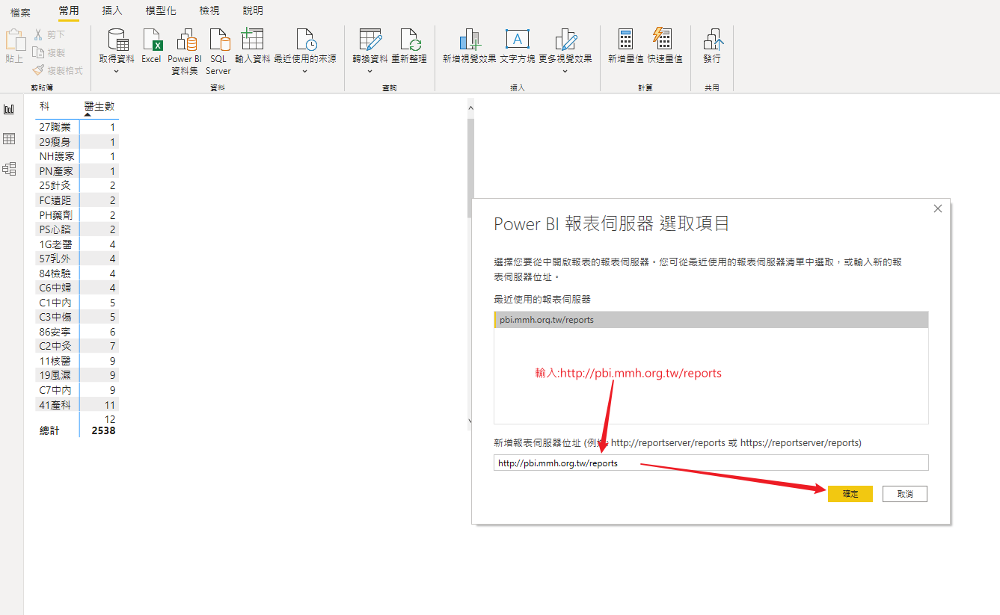 檔案 常用 插入 模型化 檢視 說明
貼上
剪下
複製
複製格式
剪貼簿
取得資料 Excel Power BI 資料集 SQL Server 輸入資料 最近使用的來源
資料
轉換資料 重新整理
查詢
新增視覺效果 文字方塊 更多視覺效果
插入
新增量值 快速量值
計算
發行
共用
科 醫生數
27職業 1
29瘦身 1
NH護家 1
PN產家 1
25針灸 2
FC遠距 2
PH藥劑 2
PS心諮 2
1G老醫 4
57乳外 4
84檢驗 4
C6中婦 4
C1中內 5
C3中傷 5
86安寧 6
C2中灸 7
11核醫 9
19風濕 9
C7中內 9
41產科 11
12
總計 2538
Power BI 報表伺服器 選取項目
選擇您要從中開啟報表的報表伺服器。您可從最近使用的報表伺服器清單中選取，或輸入新的報
表伺服器位址。
最近使用的報表伺服器
pbi.mmh.org.tw/reports
輸入:http://pbi.mmh.org.tw/reports
新增報表伺服器位址 (例 http://reportserver/reports 或 https://reportserver/reports)
http://pbi.mmh.org.tw/reports
確定 取消